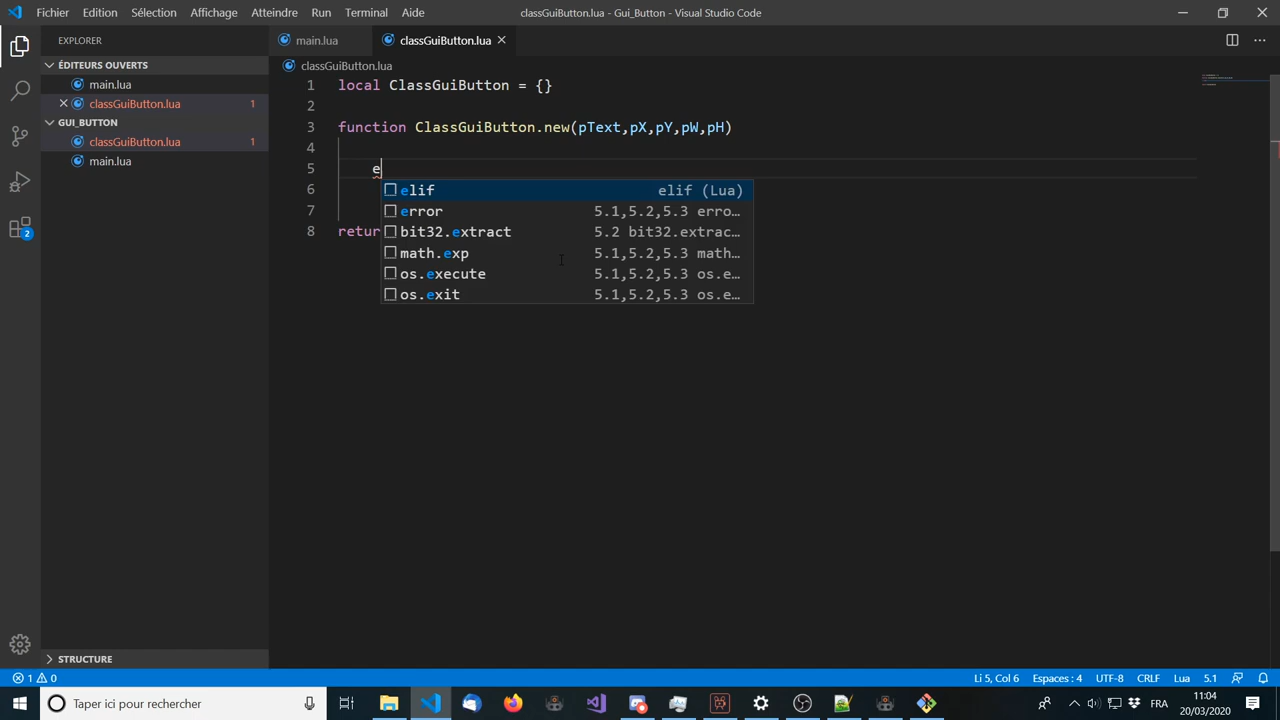 Fichier Edition Sélection Affichage Atteindre Run Terminal Aide
classGuiButton.lua - Gui_Button - Visual Studio Code
EXPLORER
main.lua
classGuiButton.lua
ÉDITEURS OUVERTS
main.lua
classGuiButton.lua 1
GUI_BUTTON
classGuiButton.lua 1
main.lua
classGuiButton.lua
1 local ClassGuiButton = {}
2
3 function ClassGuiButton.new(pText,pX,pY,pW,pH)
4
5 e
6
7
8 retur
elif elif (Lua)
error 5.1,5.2,5.3 erro…
bit32.extract 5.2 bit32.extrac…
math.exp 5.1,5.2,5.3 math…
os.execute 5.1,5.2,5.3 os.e…
os.exit 5.1,5.2,5.3 os.e…
2
STRUCTURE
1 0
Li 5, Col 6 Espaces : 4 UTF-8 CRLF Lua 5.1
Taper ici pour rechercher
FRA
11:04
20/03/2020